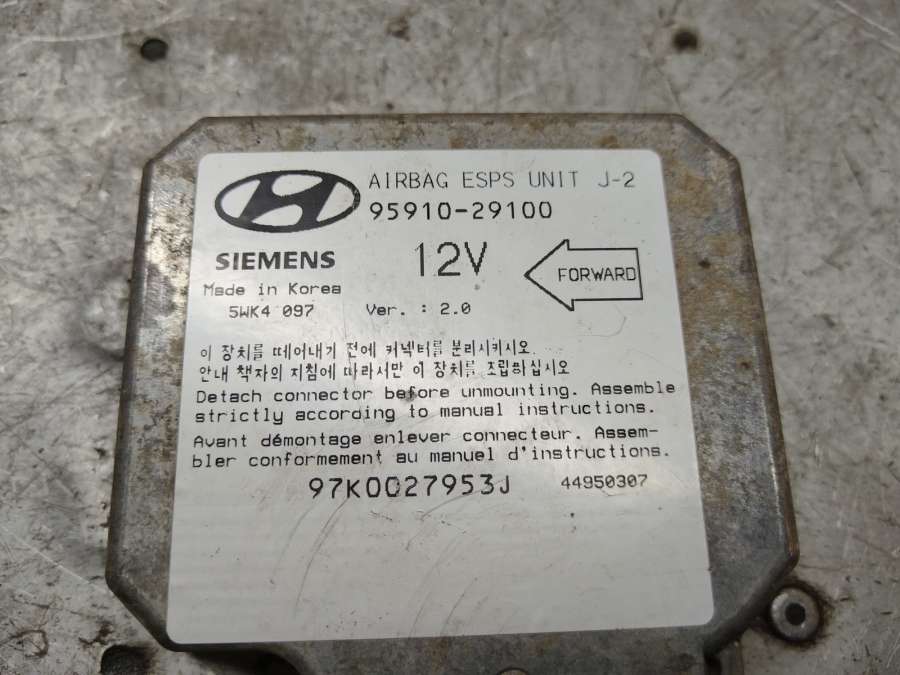 AIRBAG ESPS UNIT J-2
95910-29100
SIEMENS
12V
FORWARD
Made in Korea
5WK4 097
Ver. : 2.0
이 장치를 떼어내기 전에 커넥터를 분리시키시오.
안내 책자의 지침에 따라서만 이 장치를 조립하십시오
Detach connector before unmounting. Assemble
strictly according to manual instructions.
Avant démontage enlever connecteur. Assem-
bler conformement au manuel d'instructions.
97K0027953J
44950307